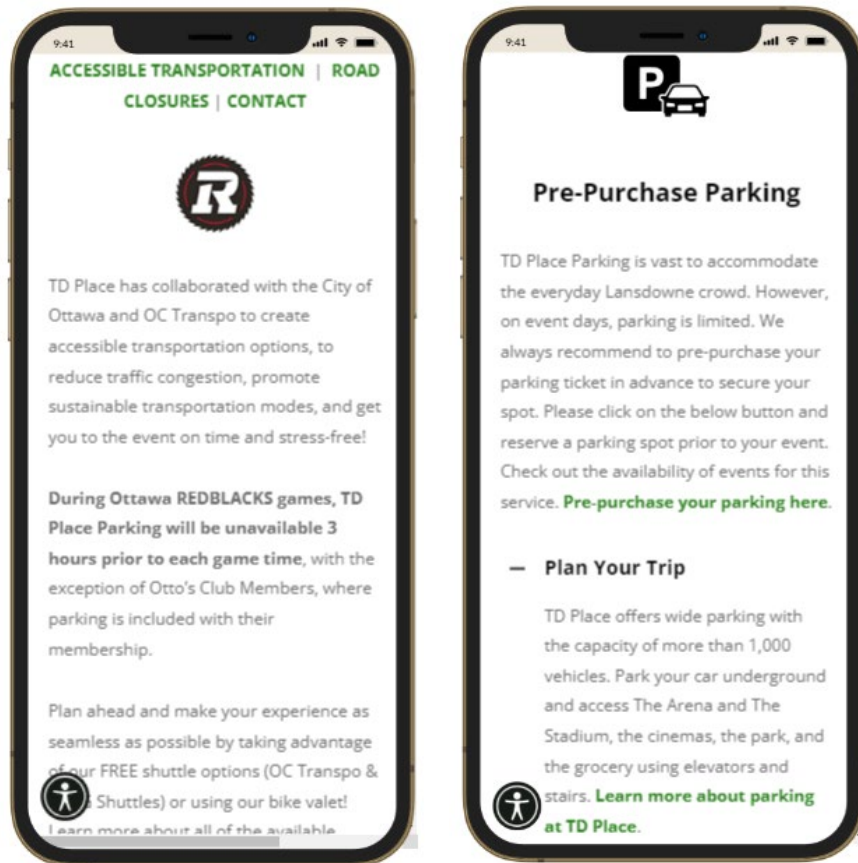 9:41
ACCESSIBLE TRANSPORTATION | ROAD
CLOSURES | CONTACT
R
TD Place has collaborated with the City of
Ottawa and OC Transpo to create
accessible transportation options, to
reduce traffic congestion, promote
sustainable transportation modes, and get
you to the event on time and stress-free!
During Ottawa REDBLACKS games, TD
Place Parking will be unavailable 3
hours prior to each game time, with the
exception of Otto's Club Members, where
parking is included with their
membership.
Plan ahead and make your experience as
seamless as possible by taking advantage
of our FREE shuttle options (OC Transpo &
Shuttles) or using our bike valet!
Learn more about all of the available
9:41
P
Pre-Purchase Parking
TD Place Parking is vast to accommodate
the everyday Lansdowne crowd. However,
on event days, parking is limited. We
always recommend to pre-purchase your
parking ticket in advance to secure your
spot. Please click on the below button and
reserve a parking spot prior to your event.
Check out the availability of events for this
service. Pre-purchase your parking here.
— Plan Your Trip
TD Place offers wide parking with
the capacity of more than 1,000
vehicles. Park your car underground
and access The Arena and The
Stadium, the cinemas, the park, and
the grocery using elevators and
stairs. Learn more about parking
at TD Place.